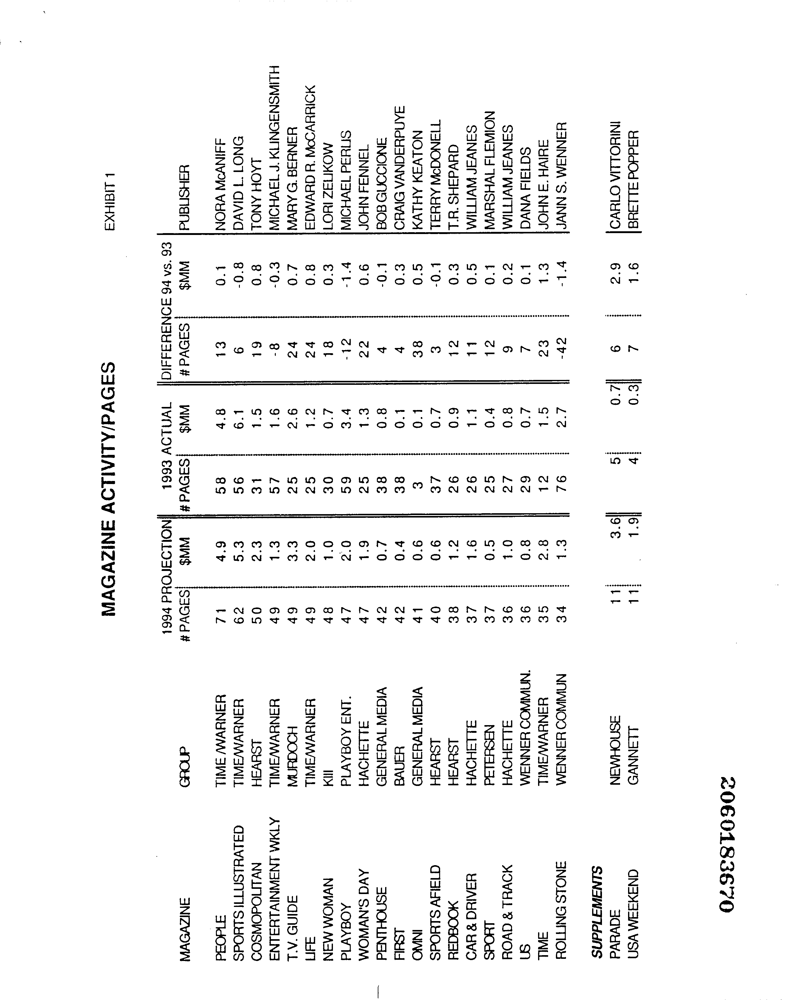 EXHIBIT 1
MAGAZINE ACTIVITY/PAGES
1994 PROJECTION 1993 ACTUAL DIFFERENCE 94 vs. 93
MAGAZINE GROUP # PAGES $MM # PAGES $MM # PAGES $MM PUBLISHER
PEOPLE TIME /WARNER 71 4.9 58 4.8 13 0.1 NORA McANIFF
SPORTS ILLUSTRATED TIME/WARNER 62 5.3 56 6.1 6 -0.8 DAVID L. LONG
COSMOPOLITAN HEARST 50 2.3 31 1.5 19 0.8 TONY HOYT
ENTERTAINMENT WKLY TIME/WARNER 49 1.3 57 1.6 -8 -0.3 MICHAEL J. KLINGENSMITH
T.V. GUIDE MURDOCH 49 3.3 25 2.6 24 0.7 MARY G. BERNER
LIFE TIME/WARNER 49 2.0 25 1.2 24 0.8 EDWARD R. McCARRICK
NEW WOMAN KIII 48 1.0 30 0.7 18 0.3 LORI ZELIKOW
PLAYBOY PLAYBOY ENT. 47 2.0 59 3.4 -12 -1.4 MICHAEL PERLIS
WOMAN'S DAY HACHETTE 47 1.9 25 1.3 22 0.6 JOHN FENNEL
PENTHOUSE GENERAL MEDIA 42 0.7 38 0.8 4 -0.1 BOB GUCCIONE
FIRST BAUER 42 0.4 38 0.1 4 0.3 CRAIG VANDERPUYE
OMNI GENERAL MEDIA 41 0.6 3 0.1 38 0.5 KATHY KEATON
SPORTS AFIELD HEARST 40 0.6 37 0.7 3 -0.1 TERRY McDONELL
REDBOOK HEARST 38 1.2 26 0.9 12 0.3 T.R. SHEPARD
CAR & DRIVER HACHETTE 37 1.6 26 1.1 11 0.5 WILLIAM JEANES
SPORT PETERSEN 37 0.5 25 0.4 12 0.1 MARSHAL FLEMION
ROAD & TRACK HACHETTE 36 1.0 27 0.8 9 0.2 WILLIAM JEANES
US WENNER COMMUN. 36 0.8 29 0.7 7 0.1 DANA FIELDS
TIME TIME/WARNER 35 2.8 12 1.5 23 1.3 JOHN E. HAIRE
ROLLING STONE WENNER COMMUN 34 1.3 76 2.7 -42 -1.4 JANN S. WENNER
SUPPLEMENTS
PARADE NEWHOUSE 11 3.6 5 0.7 6 2.9 CARLO VITTORINI
USA WEEKEND GANNETT 11 1.9 4 0.3 7 1.6 BRETTE POPPER
2060183670